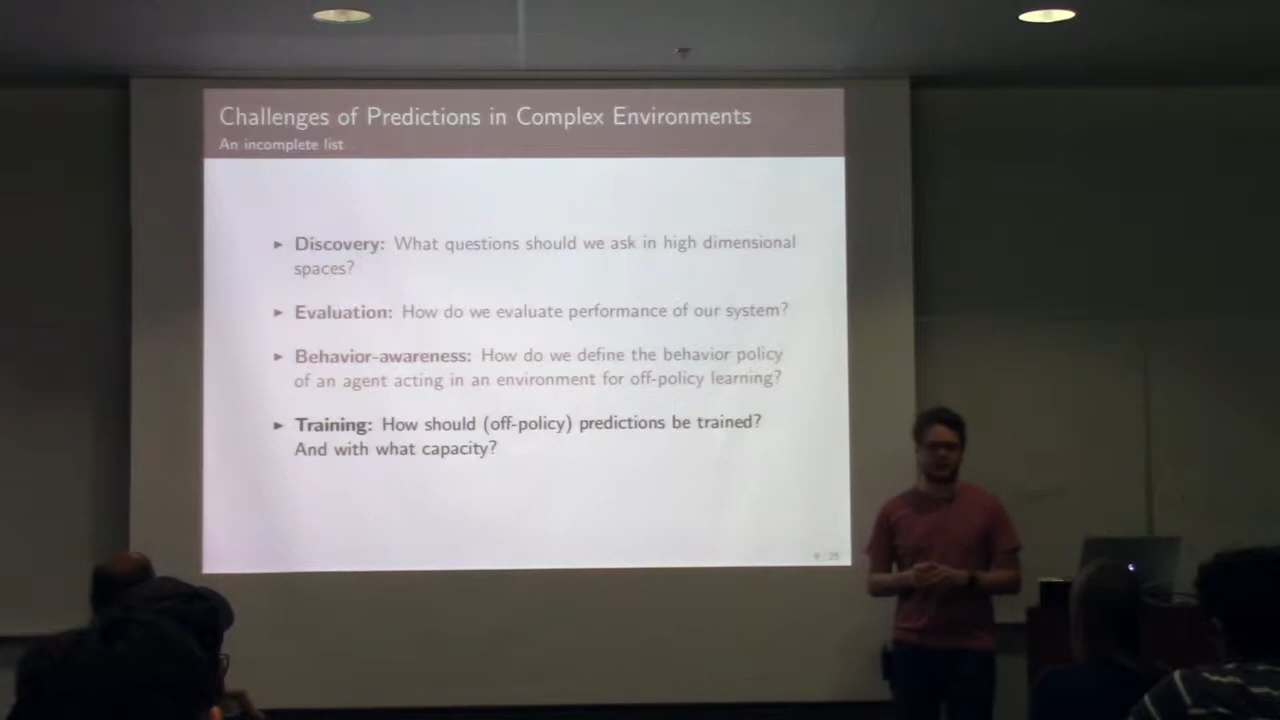 Challenges of Predictions in Complex Environments
An incomplete list
▶ Discovery: What questions should we ask in high dimensional
spaces?
▶ Evaluation: How do we evaluate performance of our system?
▶ Behavior-awareness: How do we define the behavior policy
of an agent acting in an environment for off-policy learning?
▶ Training: How should (off-policy) predictions be trained?
And with what capacity?